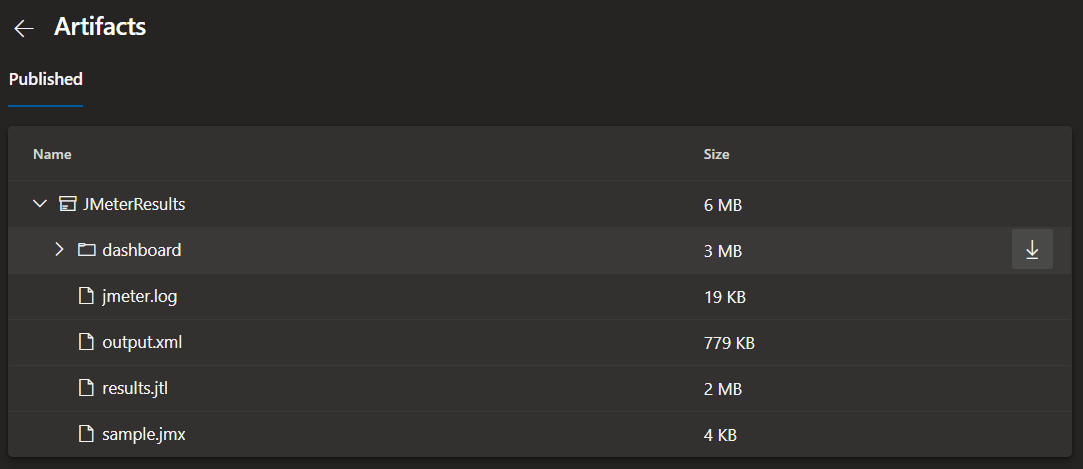 Artifacts
Published
Name Size
JMeterResults 6 MB
dashboard 3 MB
jmeter.log 19 KB
output.xml 779 KB
results.jtl 2 MB
sample.jmx 4 KB